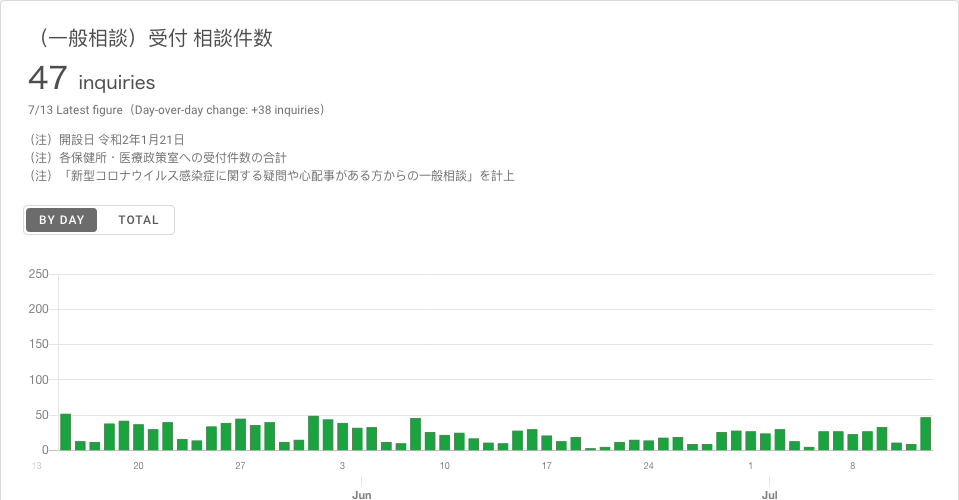 （一般相談）受付 相談件数
47 inquiries
7/13 Latest figure（Day-over-day change: +38 inquiries）
（注）開設日 令和2年1月21日
（注）各保健所・医療政策室への受付件数の合計
（注）「新型コロナウイルス感染症に関する疑問や心配事がある方からの一般相談」を計上
BY DAY TOTAL
250
200
150
100
50
0
13 20 27 3 10 17 24 1 8
Jun Jul